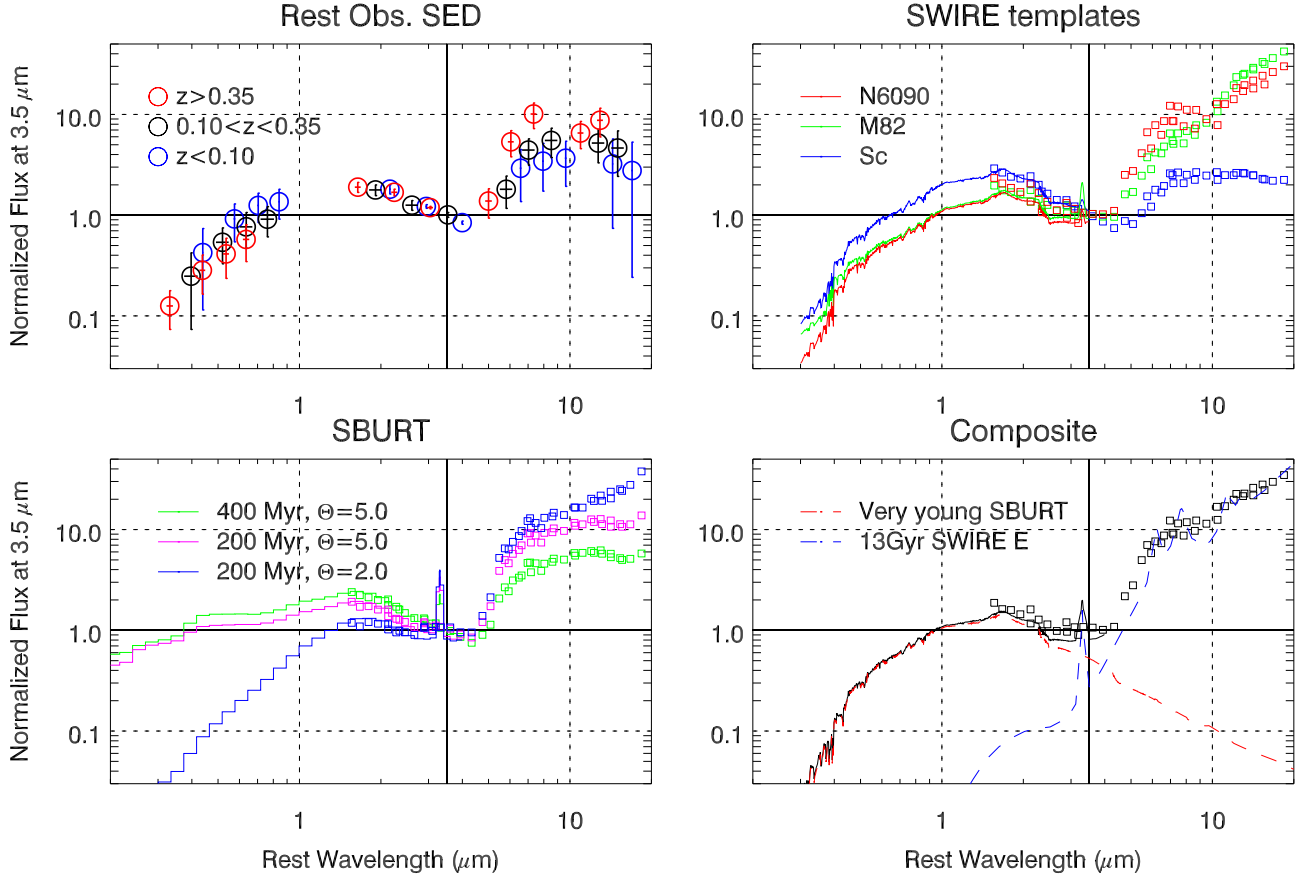 Rest Obs. SED
SWIRE templates
Normalized Flux at 3.5 μm
10.0
1.0
0.1
z>0.35
0.10<z<0.35
z<0.10
1
10
10.0
1.0
0.1
N6090
M82
Sc
1
10
SBURT
Composite
Normalized Flux at 3.5 μm
10.0
1.0
0.1
400 Myr, Θ=5.0
200 Myr, Θ=5.0
200 Myr, Θ=2.0
1
10
Rest Wavelength (μm)
10.0
1.0
0.1
Very young SBURT
13Gyr SWIRE E
1
10
Rest Wavelength (μm)